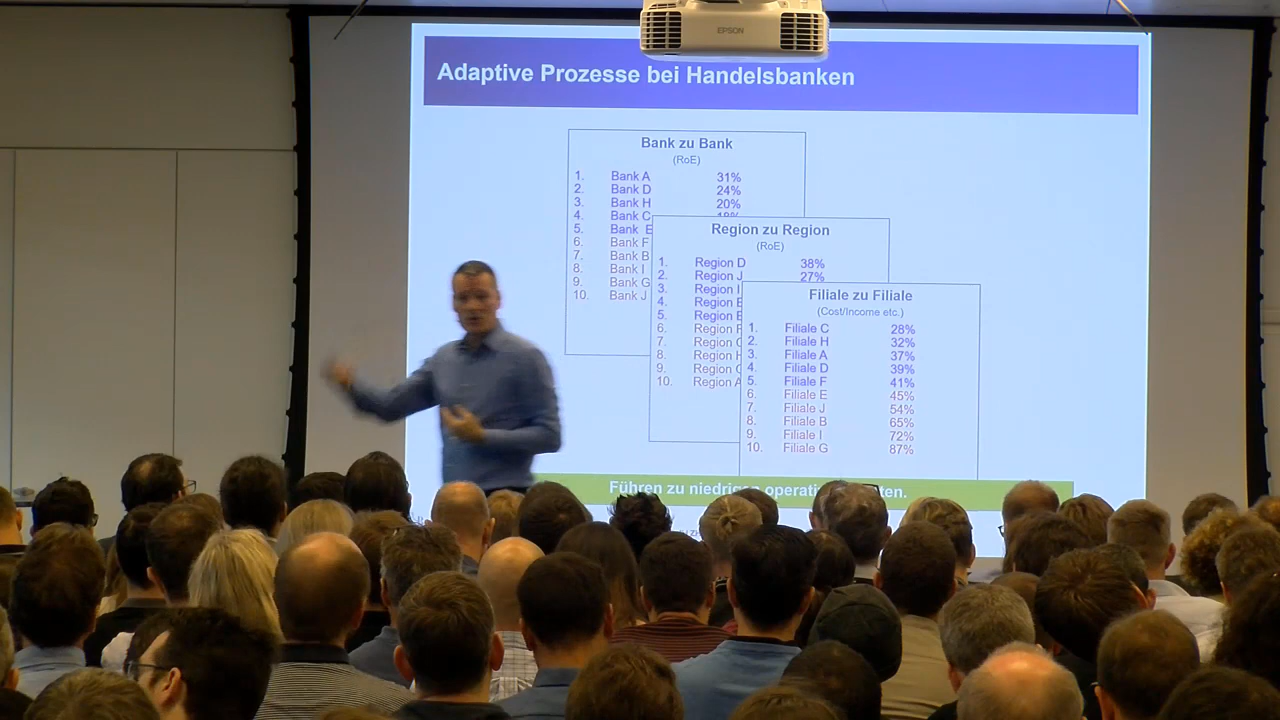 EPSON
Adaptive Prozesse bei Handelsbanken
Bank zu Bank
(RoE)
1. Bank A 31%
2. Bank D 24%
3. Bank H 20%
4. Bank C 18%
5. Bank E
6. Bank F
7. Bank B
8. Bank I
9. Bank G
10. Bank J
Region zu Region
(RoE)
1. Region D 38%
2. Region J 27%
3. Region
4. Region
5. Region
6. Region
7. Region
8. Region
9. Region
10. Region A
Filiale zu Filiale
(Cost/Income etc.)
1. Filiale C 28%
2. Filiale H 32%
3. Filiale A 37%
4. Filiale D 39%
5. Filiale F 41%
6. Filiale E 45%
7. Filiale J 54%
8. Filiale B 65%
9. Filiale I 72%
10. Filiale G 87%
Führen zu